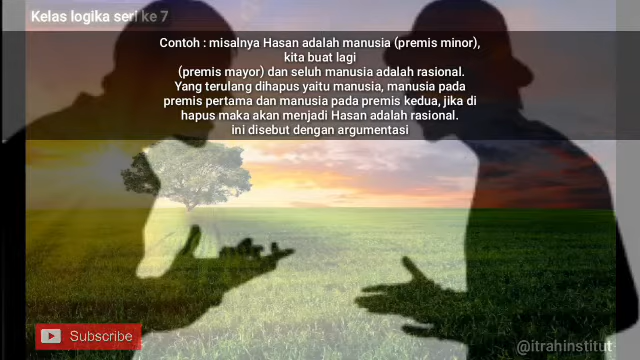 Kelas logika seri ke 7
Contoh : misalnya Hasan adalah manusia (premis minor),
kita buat lagi
(premis mayor) dan seluh manusia adalah rasional.
Yang terulang dihapus yaitu manusia, manusia pada
premis pertama dan manusia pada premis kedua, jika di
hapus maka akan menjadi Hasan adalah rasional.
ini disebut dengan argumentasi
Subscribe
@itrahinstitut